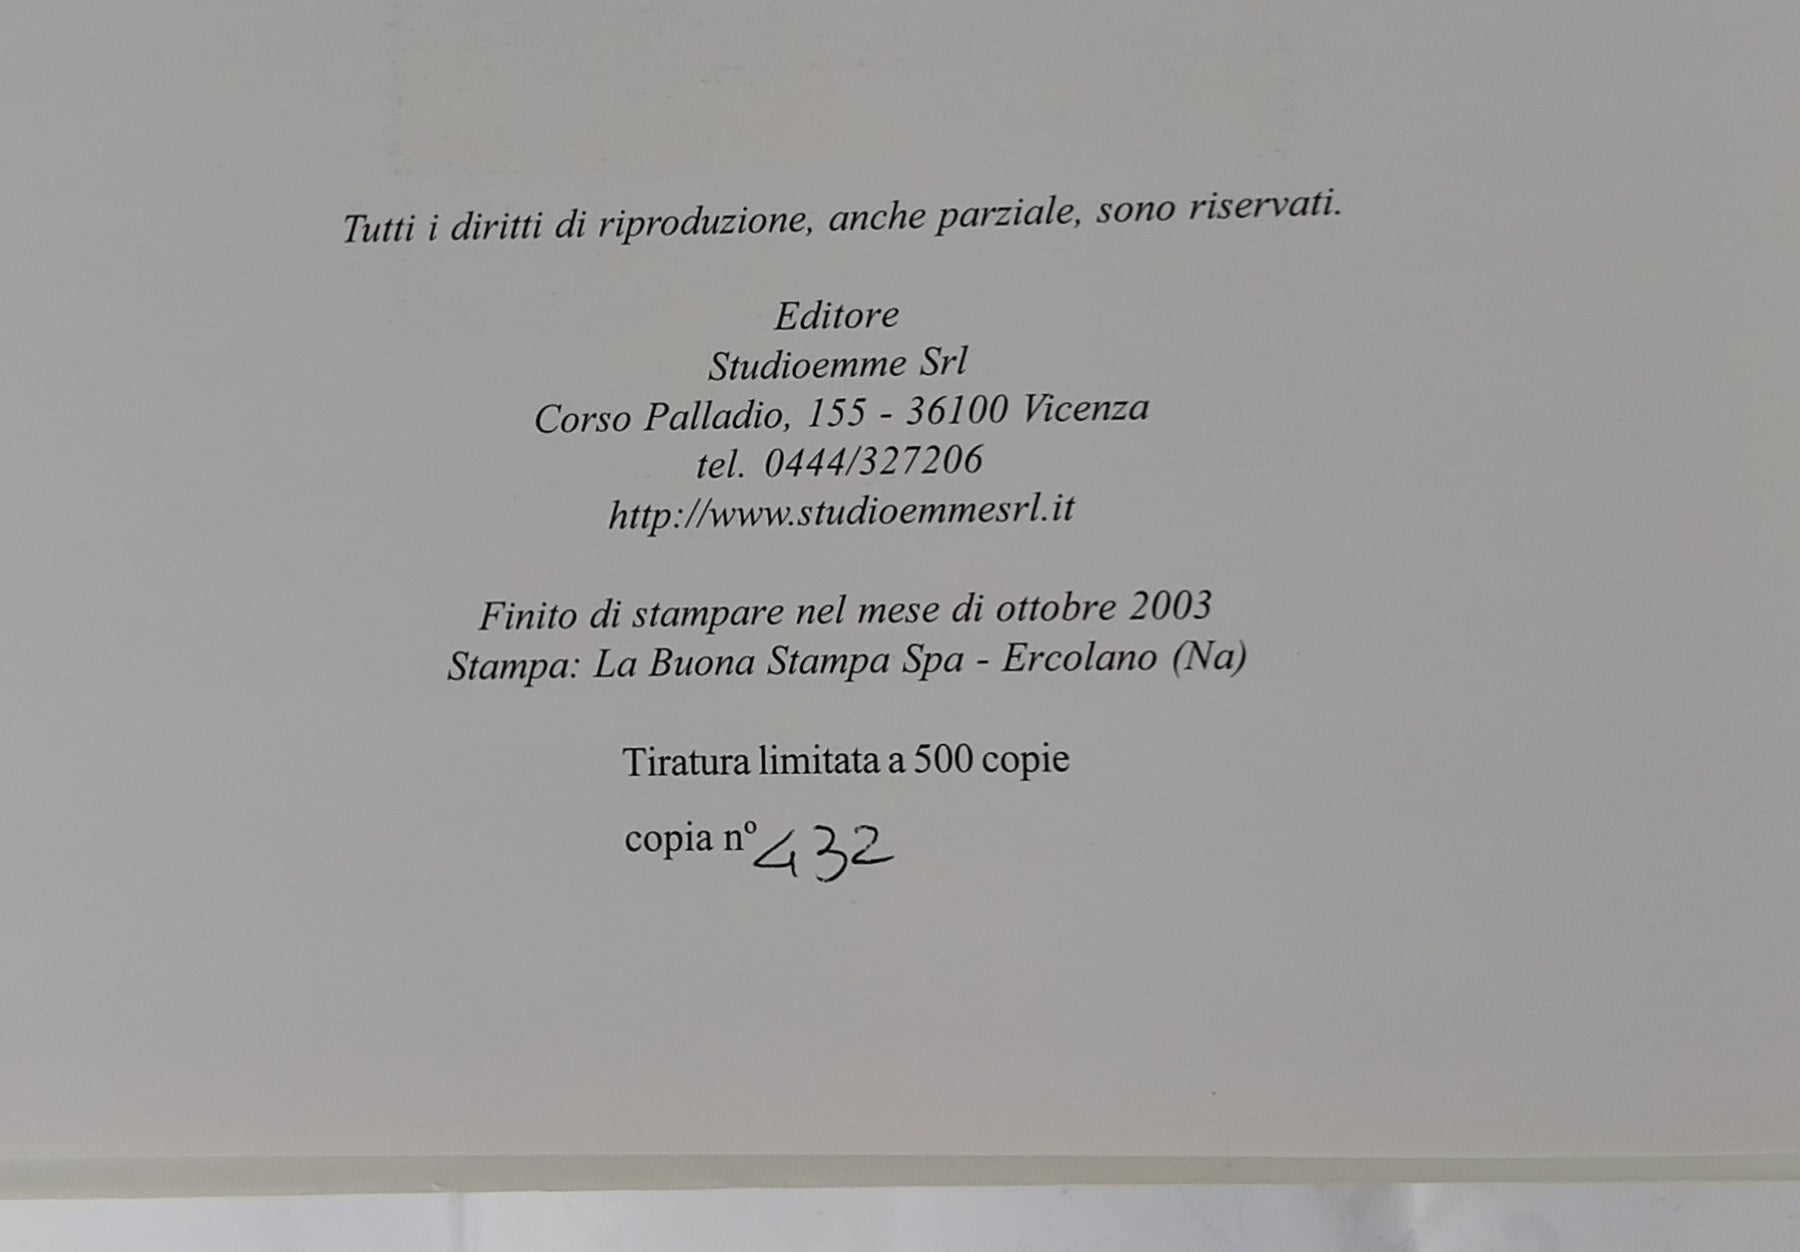 Tutti i diritti di riproduzione, anche parziale, sono riservati.
Editore
Studioemme Srl
Corso Palladio, 155 - 36100 Vicenza
tel. 0444/327206
http://www.studioemmesrl.it
Finito di stampare nel mese di ottobre 2003
Stampa: La Buona Stampa Spa - Ercolano (Na)
Tiratura limitata a 500 copie
copia nº 432